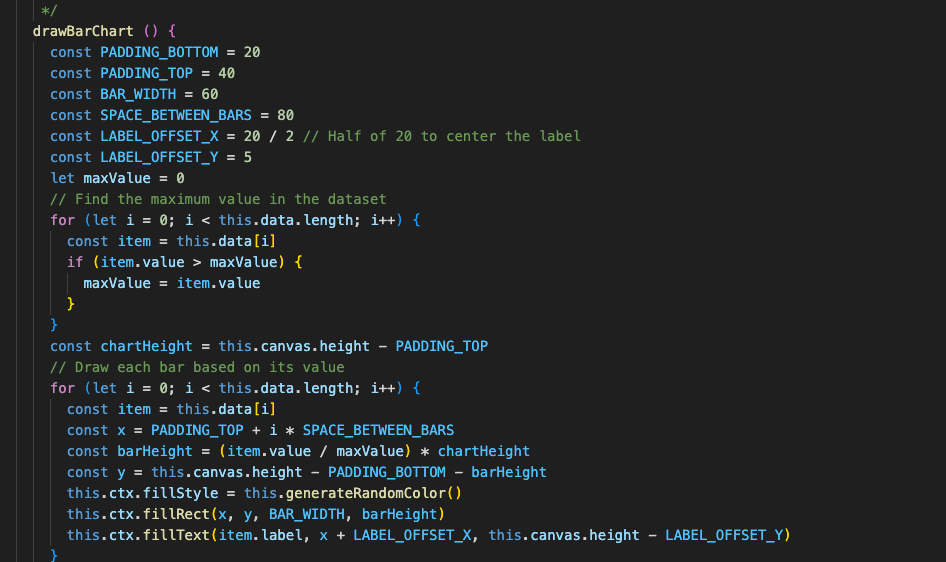 */
drawBarChart () {
const PADDING_BOTTOM = 20
const PADDING_TOP = 40
const BAR_WIDTH = 60
const SPACE_BETWEEN_BARS = 80
const LABEL_OFFSET_X = 20 / 2 // Half of 20 to center the label
const LABEL_OFFSET_Y = 5
let maxValue = 0
// Find the maximum value in the dataset
for (let i = 0; i < this.data.length; i++) {
const item = this.data[i]
if (item.value > maxValue) {
maxValue = item.value
}
}
const chartHeight = this.canvas.height - PADDING_TOP
// Draw each bar based on its value
for (let i = 0; i < this.data.length; i++) {
const item = this.data[i]
const x = PADDING_TOP + i * SPACE_BETWEEN_BARS
const barHeight = (item.value / maxValue) * chartHeight
const y = this.canvas.height - PADDING_BOTTOM - barHeight
this.ctx.fillStyle = this.generateRandomColor()
this.ctx.fillRect(x, y, BAR_WIDTH, barHeight)
this.ctx.fillText(item.label, x + LABEL_OFFSET_X, this.canvas.height - LABEL_OFFSET_Y)
}